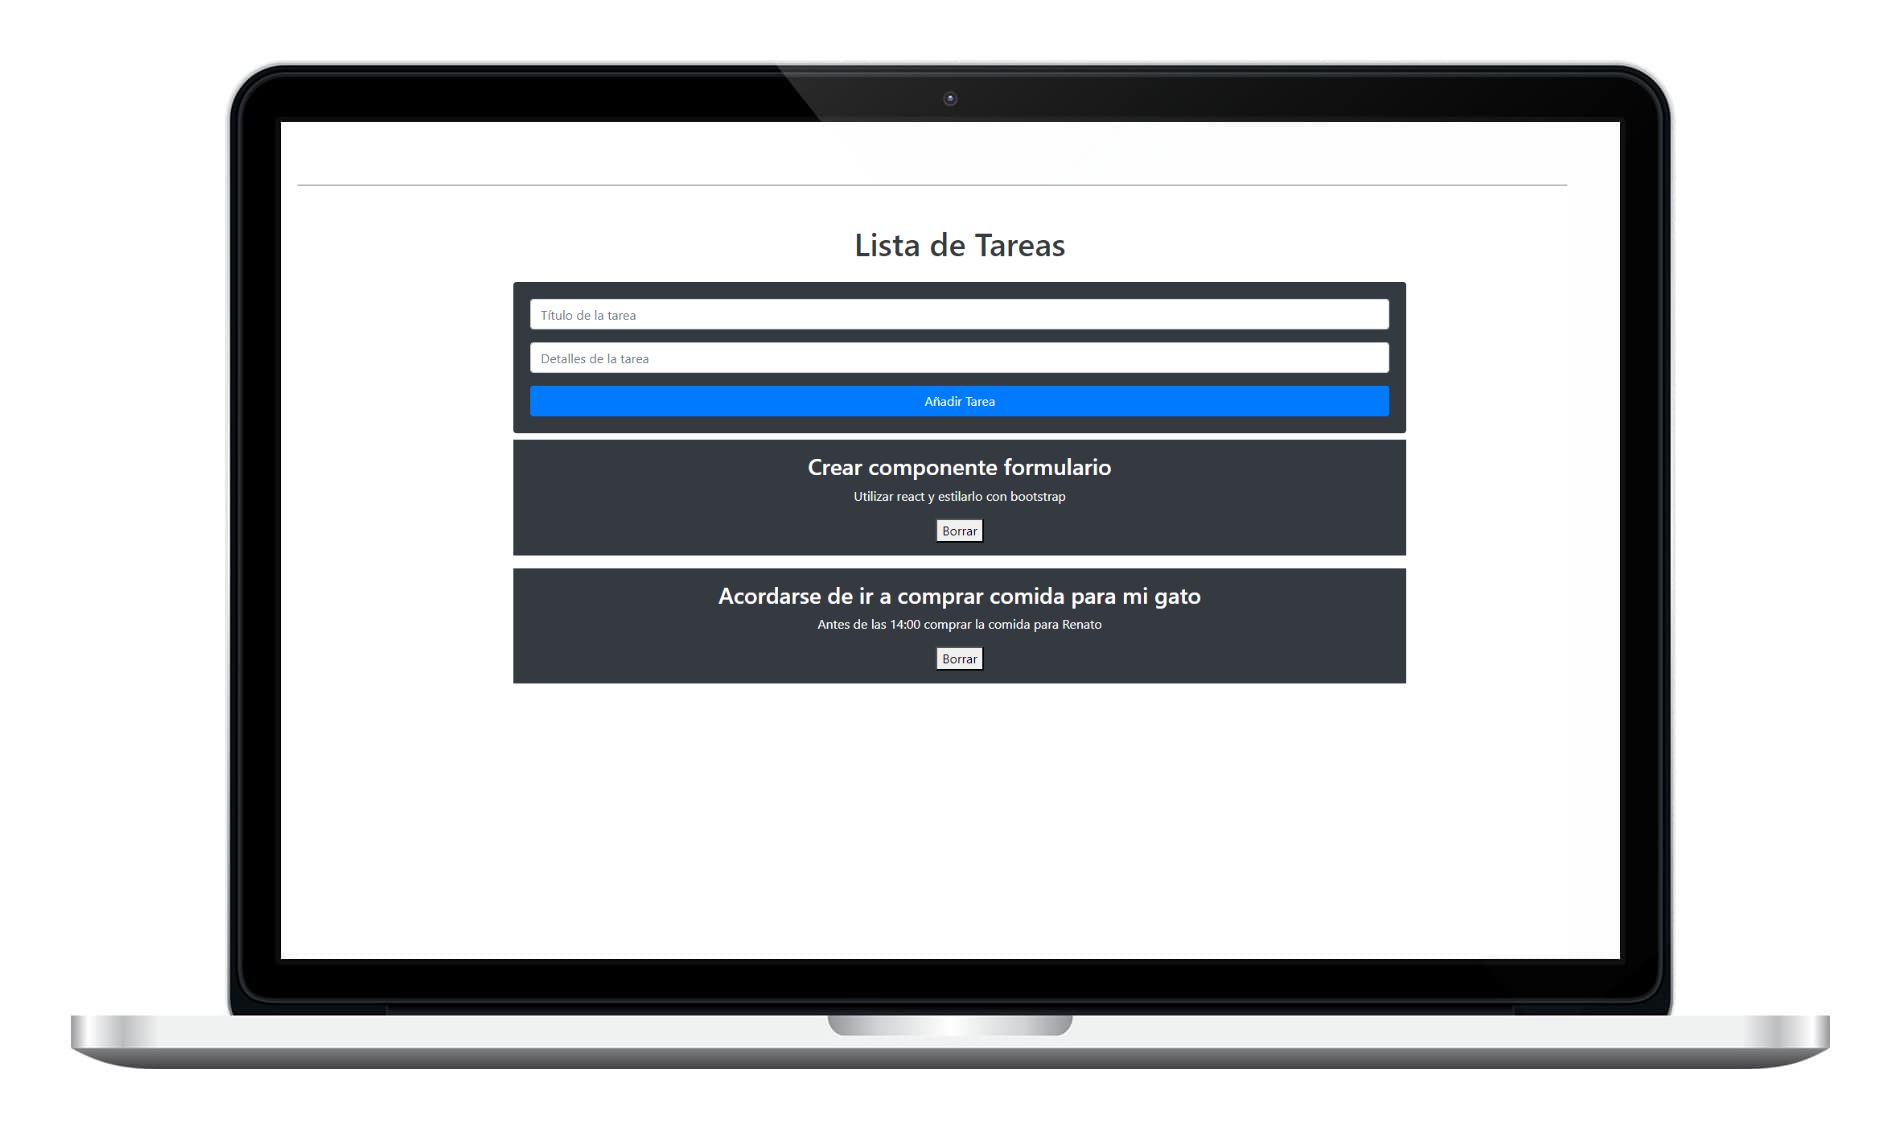 Lista de Tareas
Título de la tarea
Detalles de la tarea
Añadir Tarea
Crear componente formulario
Utilizar react y estilarlo con bootstrap
Borrar
Acordarse de ir a comprar comida para mi gato
Antes de las 14:00 comprar la comida para Renato
Borrar